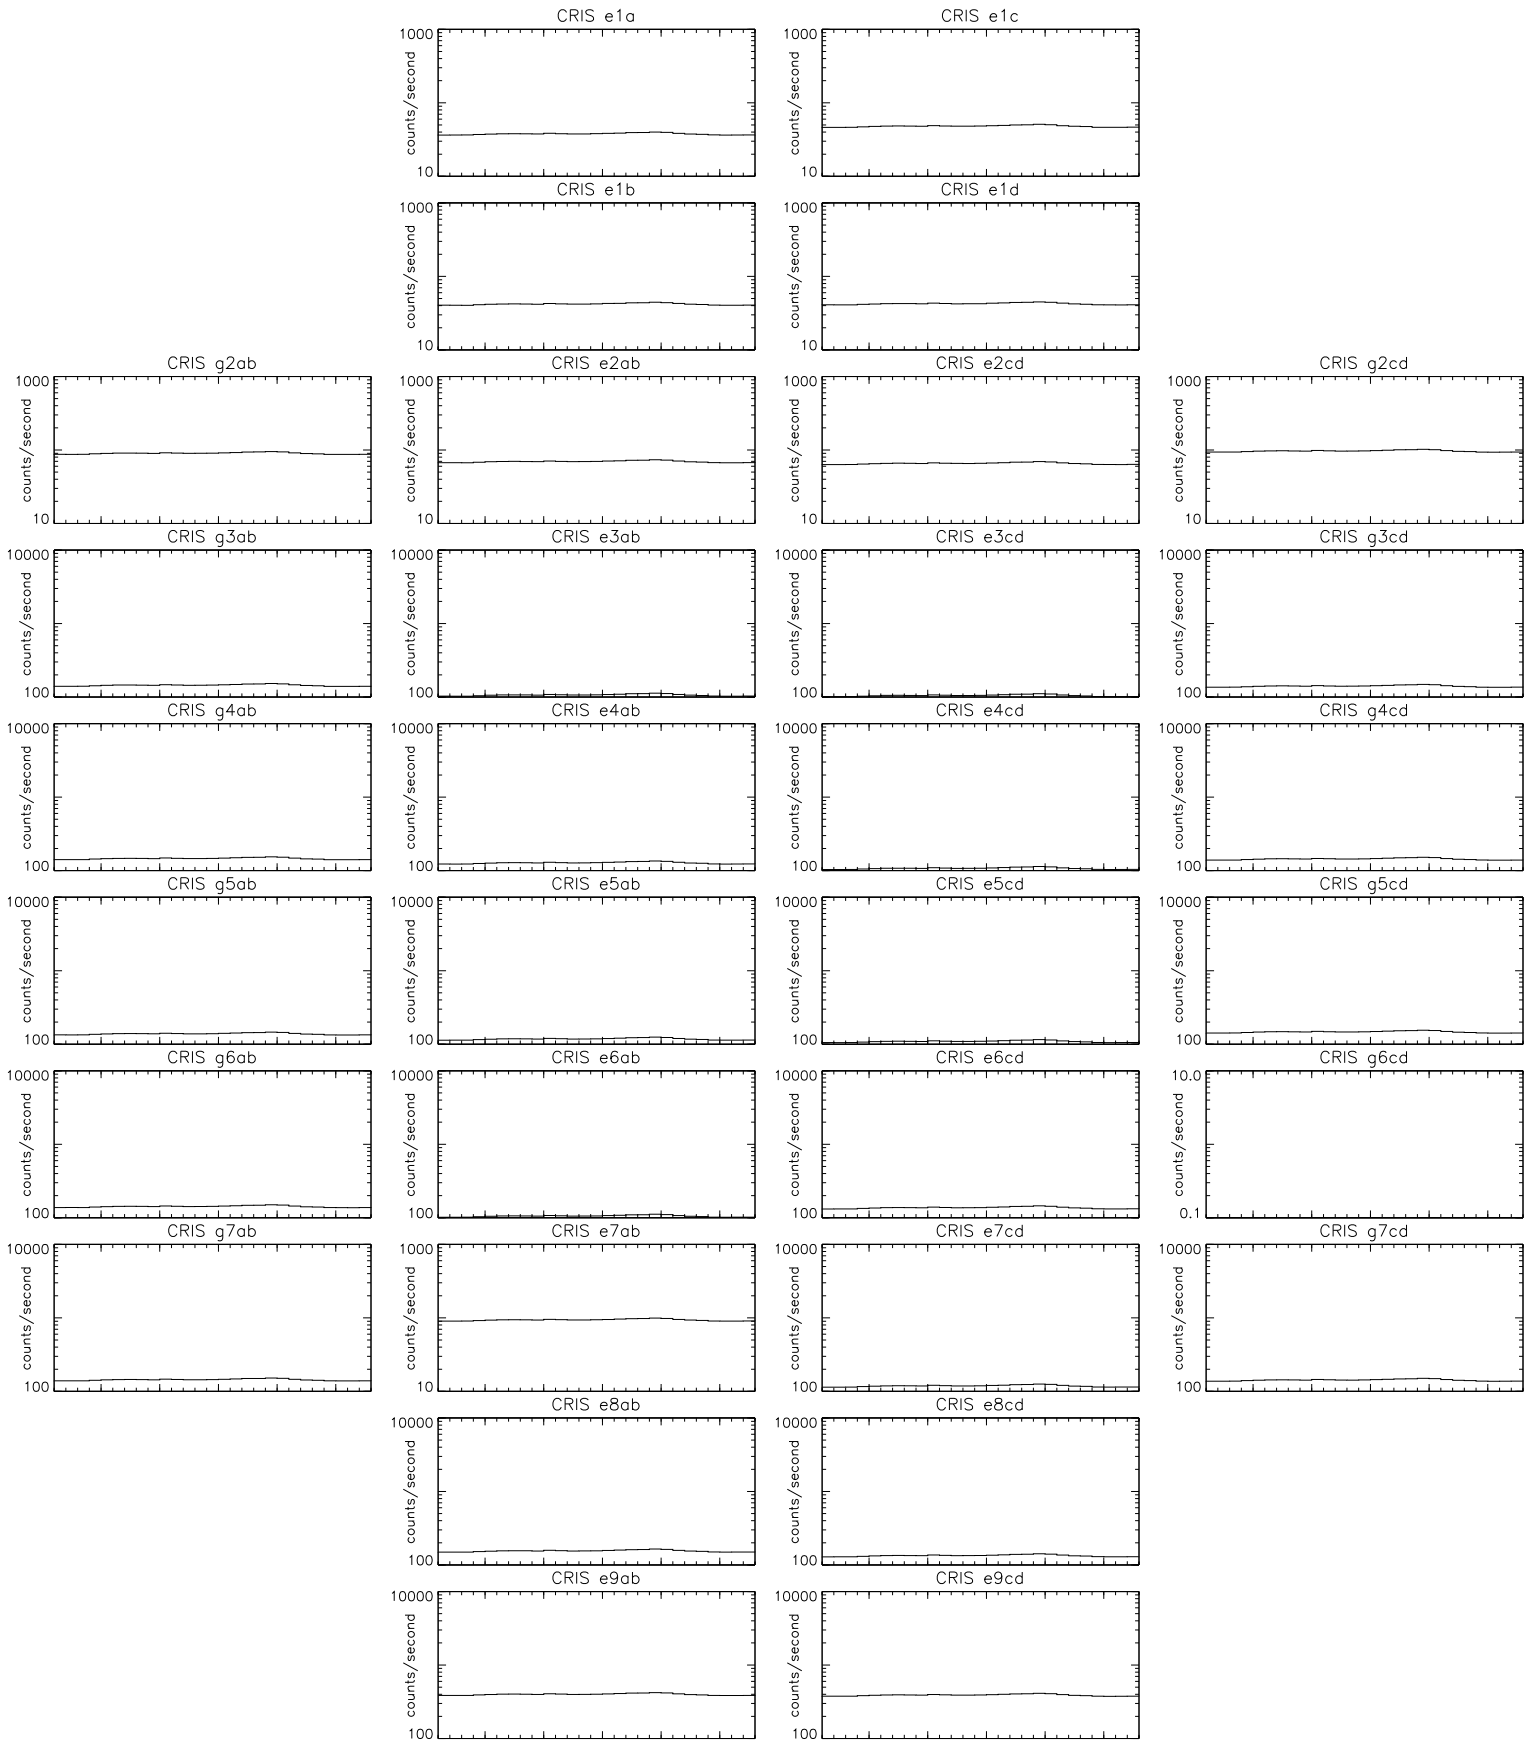 CRIS e1a CRIS e1c
1000 1000
counts/second counts/second
10 10
CRIS e1b CRIS e1d
1000 1000
counts/second counts/second
10 10
CRIS g2ab CRIS e2ab CRIS e2cd CRIS g2cd
1000 1000 1000 1000
counts/second counts/second counts/second counts/second
10 10 10 10
CRIS g3ab CRIS e3ab CRIS e3cd CRIS g3cd
10000 10000 10000 10000
counts/second counts/second counts/second counts/second
100 100 100 100
CRIS g4ab CRIS e4ab CRIS e4cd CRIS g4cd
10000 10000 10000 10000
counts/second counts/second counts/second counts/second
100 100 100 100
CRIS g5ab CRIS e5ab CRIS e5cd CRIS g5cd
10000 10000 10000 10000
counts/second counts/second counts/second counts/second
100 100 100 100
CRIS g6ab CRIS e6ab CRIS e6cd CRIS g6cd
10000 10000 10000 10.0
counts/second counts/second counts/second counts/second
100 100 100 0.1
CRIS g7ab CRIS e7ab CRIS e7cd CRIS g7cd
10000 1000 10000 10000
counts/second counts/second counts/second counts/second
100 10 100 100
CRIS e8ab CRIS e8cd
10000 10000
counts/second counts/second
100 100
CRIS e9ab CRIS e9cd
10000 10000
counts/second counts/second
100 100